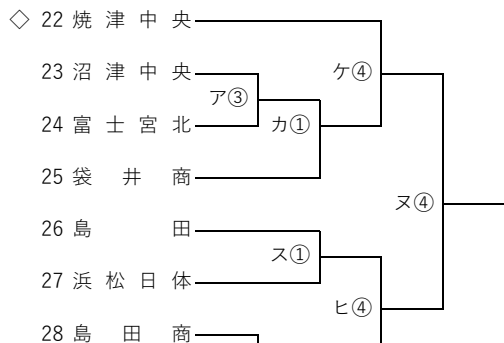 ◇ 22 焼津中央
23 沼津中央
ケ④
ア③
24 富士宮北
カ①
25 袋井商
ヌ④
26 島田
ス①
27 浜松日体
ヒ④
28 島田商